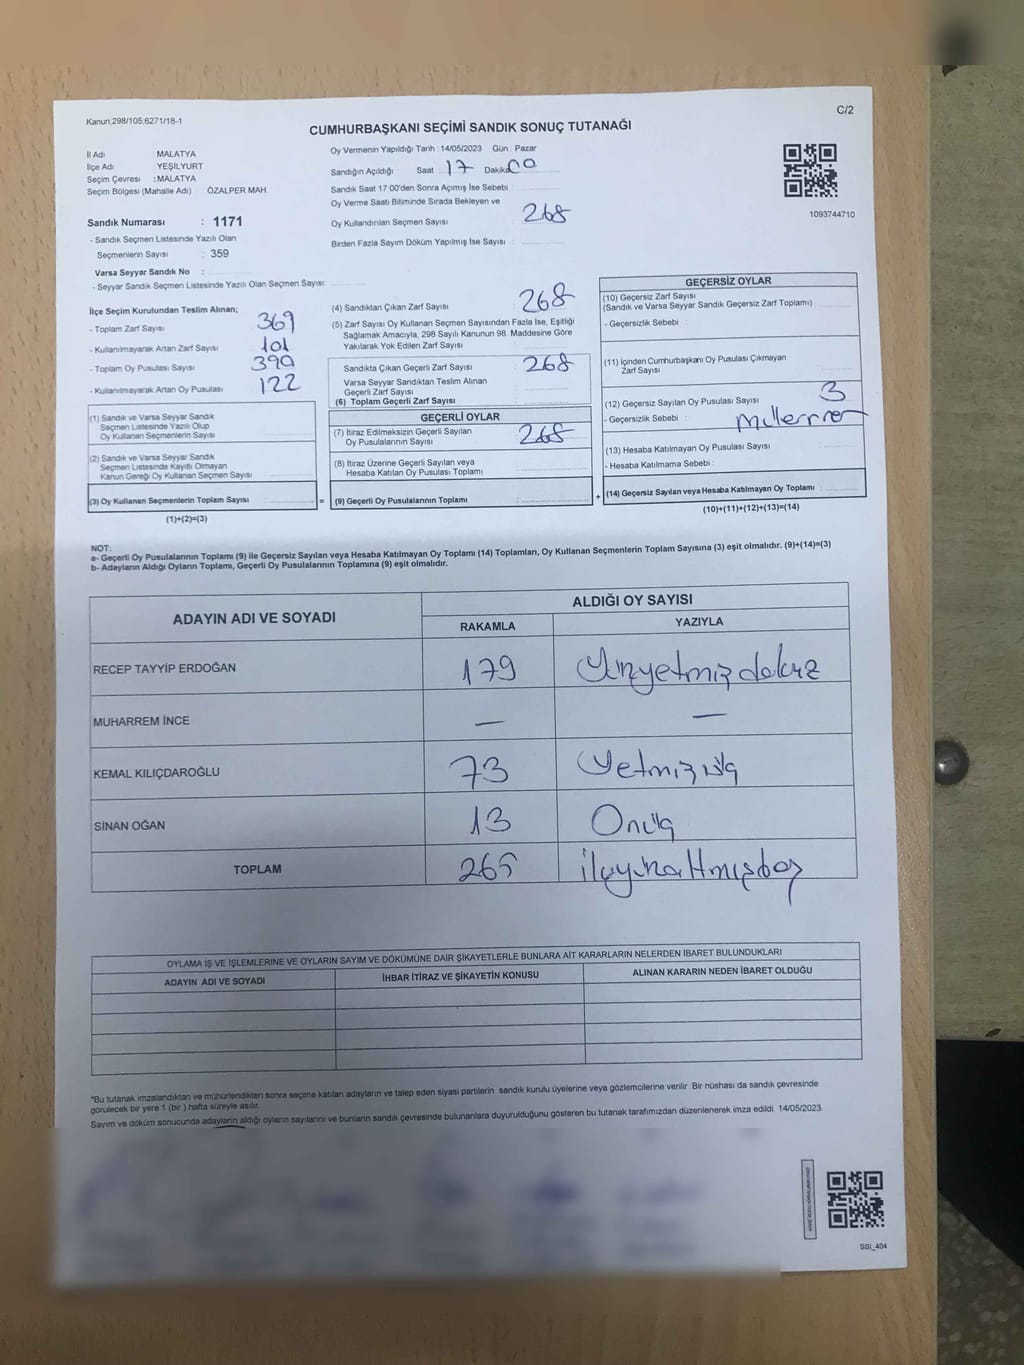 Kanun;298/105;6271/18-1
C/2
CUMHURBAŞKANI SEÇİMİ SANDIK SONUÇ TUTANAĞI
İl Adı : MALATYA
İlçe Adı : YEŞİLYURT
Seçim Çevresi : MALATYA
Seçim Bölgesi (Mahalle Adı) ÖZALPER MAH.
Sandık Numarası : 1171
- Sandık Seçmen Listesinde Yazılı Olan
Seçmenlerin Sayısı : 359
Varsa Seyyar Sandık No :
- Seyyar Sandık Seçmen Listesinde Yazılı Olan Seçmen Sayısı:
Oy Vermenin Yapıldığı Tarih :14/05/2023 Gün : Pazar
Sandığın Açıldığı Saat 17 Dakika 00
Sandık Saat 17:00'den Sonra Açımış İse Sebebi
Oy Verme Saati Bitiminde Sırada Bekleyen ve
Oy Kullandırılan Seçmen Sayısı : 268
Birden Fazla Sayım Döküm Yapılmış İse Sayısı :
1093744710
İlçe Seçim Kurulundan Teslim Alınan;
- Toplam Zarf Sayısı 369
- Kullanılmayarak Artan Zarf Sayısı 101
- Toplam Oy Pusulası Sayısı 390
- Kullanılmayarak Artan Oy Pusulası 122
(1) Sandık ve Varsa Seyyar Sandık
Seçmen Listesinde Yazılı Olup
Oy Kullanan Seçmenlerin Sayısı
(2) Sandık ve Varsa Seyyar Sandık
Seçmen Listesinde Kayıtlı Olmayan
Kanun Gereği Oy Kullanan Seçmen Sayısı
(3) Oy Kullanan Seçmenlerin Toplam Sayısı
(1)+(2)=(3)
=
(4) Sandıktan Çıkan Zarf Sayısı : 268
(5) Zarf Sayısı Oy Kullanan Seçmen Sayısından Fazla İse, Eşitliği
Sağlamak Amacıyla, 298 Sayılı Kanunun 98. Maddesine Göre
Yakılarak Yok Edilen Zarf Sayısı :
Sandıkta Çıkan Geçerli Zarf Sayısı : 268
Varsa Seyyar Sandıktan Teslim Alınan
Geçerli Zarf Sayısı
(6) Toplam Geçerli Zarf Sayısı :
GEÇERLİ OYLAR
(7) İtiraz Edilmeksizin Geçerli Sayılan
Oy Pusulalarının Sayısı : 268
(8) İtiraz Üzerine Geçerli Sayılan veya
Hesaba Katılan Oy Pusulası Toplamı :
(9) Geçerli Oy Pusulalarının Toplamı :
+
GEÇERSİZ OYLAR
(10) Geçersiz Zarf Sayısı
(Sandık ve Varsa Seyyar Sandık Geçersiz Zarf Toplamı)
- Geçersizlik Sebebi :
(11) İçinden Cumhurbaşkanı Oy Pusulası Çıkmayan
Zarf Sayısı
(12) Geçersiz Sayılan Oy Pusulası Sayısı : 3
- Geçersizlik Sebebi :
(13) Hesaba Katılmayan Oy Pusulası Sayısı
- Hesaba Katılmama Sebebi :
(14) Geçersiz Sayılan veya Hesaba Katılmayan Oy Toplamı :
(10)+(11)+(12)+(13)=(14)
NOT:
a- Geçerli Oy Pusulalarının Toplamı (9) ile Geçersiz Sayılan veya Hesaba Katılmayan Oy Toplamı (14) Toplamları, Oy Kullanan Seçmenlerin Toplam Sayısına (3) eşit olmalıdır. (9)+(14)=(3)
b- Adayların Aldığı Oyların Toplamı, Geçerli Oy Pusulalarının Toplamına (9) eşit olmalıdır.
ADAYIN ADI VE SOYADI
ALDIĞI OY SAYISI
RAKAMLA YAZIYLA
RECEP TAYYİP ERDOĞAN 179 Yüzyetmişdokuz
MUHARREM İNCE — —
KEMAL KILIÇDAROĞLU 73 Yetmişüç
SİNAN OĞAN 13 Onüç
TOPLAM 265 ikiyüzaltmışbeş
OYLAMA İŞ VE İŞLEMLERİNE VE OYLARIN SAYIM VE DÖKÜMÜNE DAİR ŞİKAYETLERLE BUNLARA AİT KARARLARIN NELERDEN İBARET BULUNDUKLARI
ADAYIN ADI VE SOYADI İHBAR İTİRAZ VE ŞİKAYETİN KONUSU ALINAN KARARIN NEDEN İBARET OLDUĞU
"Bu tutanak imzalandıktan ve mühürlendikten sonra seçime katılan adayların ve talep eden siyasi partilerin sandık kurulu üyelerine veya gözlemcilerine verilir. Bir nüshası da sandık çevresinde
görülecek bir yere 1 (bir ) hafta süreyle asılır.
Sayım ve döküm sonucunda adayların aldığı oyların sayılarını ve bunların sandık çevresinde bulunanlara duyurulduğunu gösteren bu tutanak tarafımızdan düzenlenerek imza edildi. 14/05/2023
SSI_404